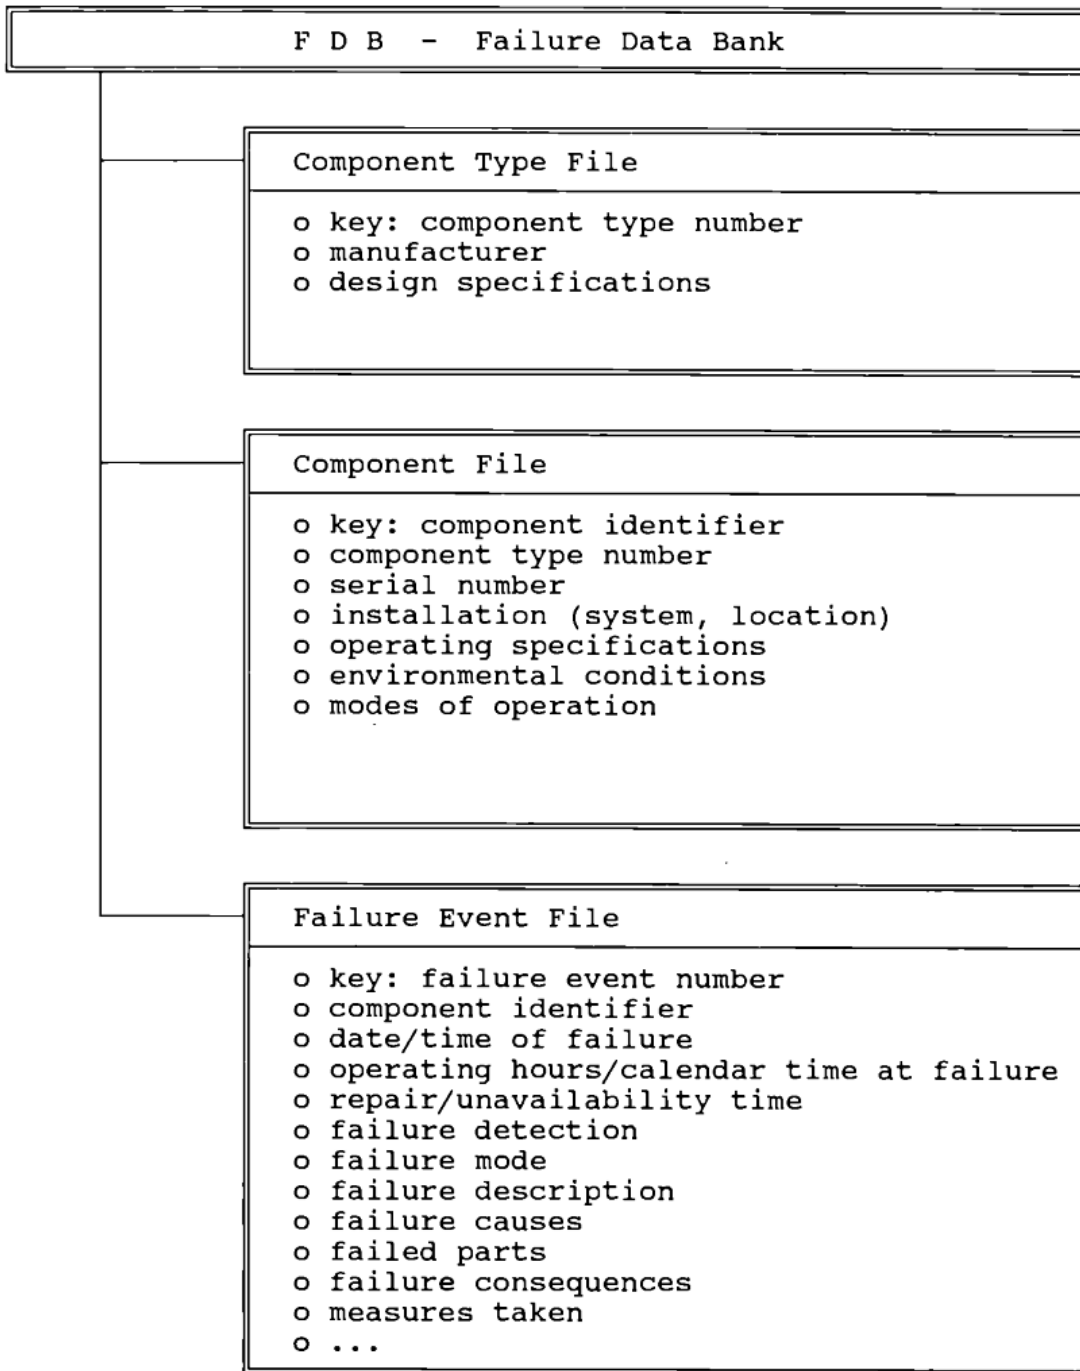 F D B - Failure Data Bank
Component Type File
o key: component type number
o manufacturer
o design specifications
Component File
o key: component identifier
o component type number
o serial number
o installation (system, location)
o operating specifications
o environmental conditions
o modes of operation
Failure Event File
o key: failure event number
o component identifier
o date/time of failure
o operating hours/calendar time at failure
o repair/unavailability time
o failure detection
o failure mode
o failure description
o failure causes
o failed parts
o failure consequences
o measures taken
o ...